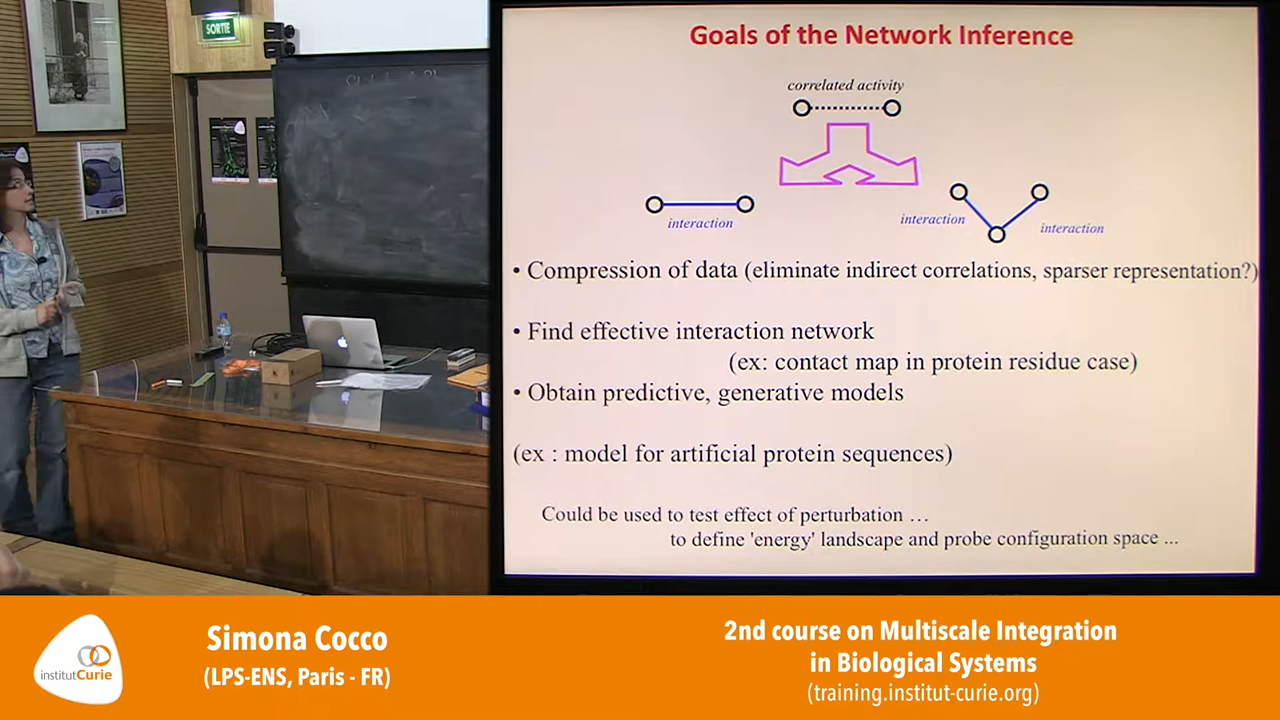 SORTIE
Goals of the Network Inference
correlated activity
interaction
interaction
interaction
• Compression of data (eliminate indirect correlations, sparser representation?)
• Find effective interaction network
(ex: contact map in protein residue case)
• Obtain predictive, generative models
(ex : model for artificial protein sequences)
Could be used to test effect of perturbation …
to define 'energy' landscape and probe configuration space ...
institutCurie
Simona Cocco
(LPS-ENS, Paris - FR)
2nd course on Multiscale Integration
in Biological Systems
(training.institut-curie.org)